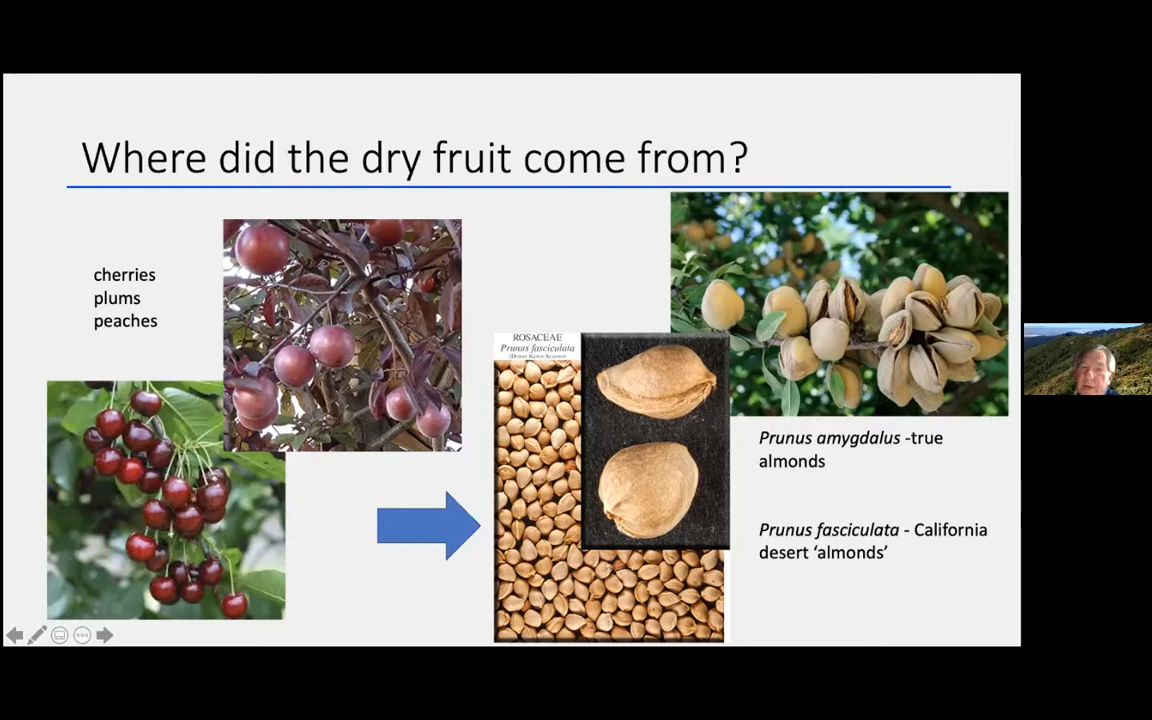 Where did the dry fruit come from?
cherries
plums
peaches
ROSACEAE
Prunus fasciculata
(DESERT RANGE ALMOND)
Prunus amygdalus -true
almonds
Prunus fasciculata - California
desert ‘almonds’